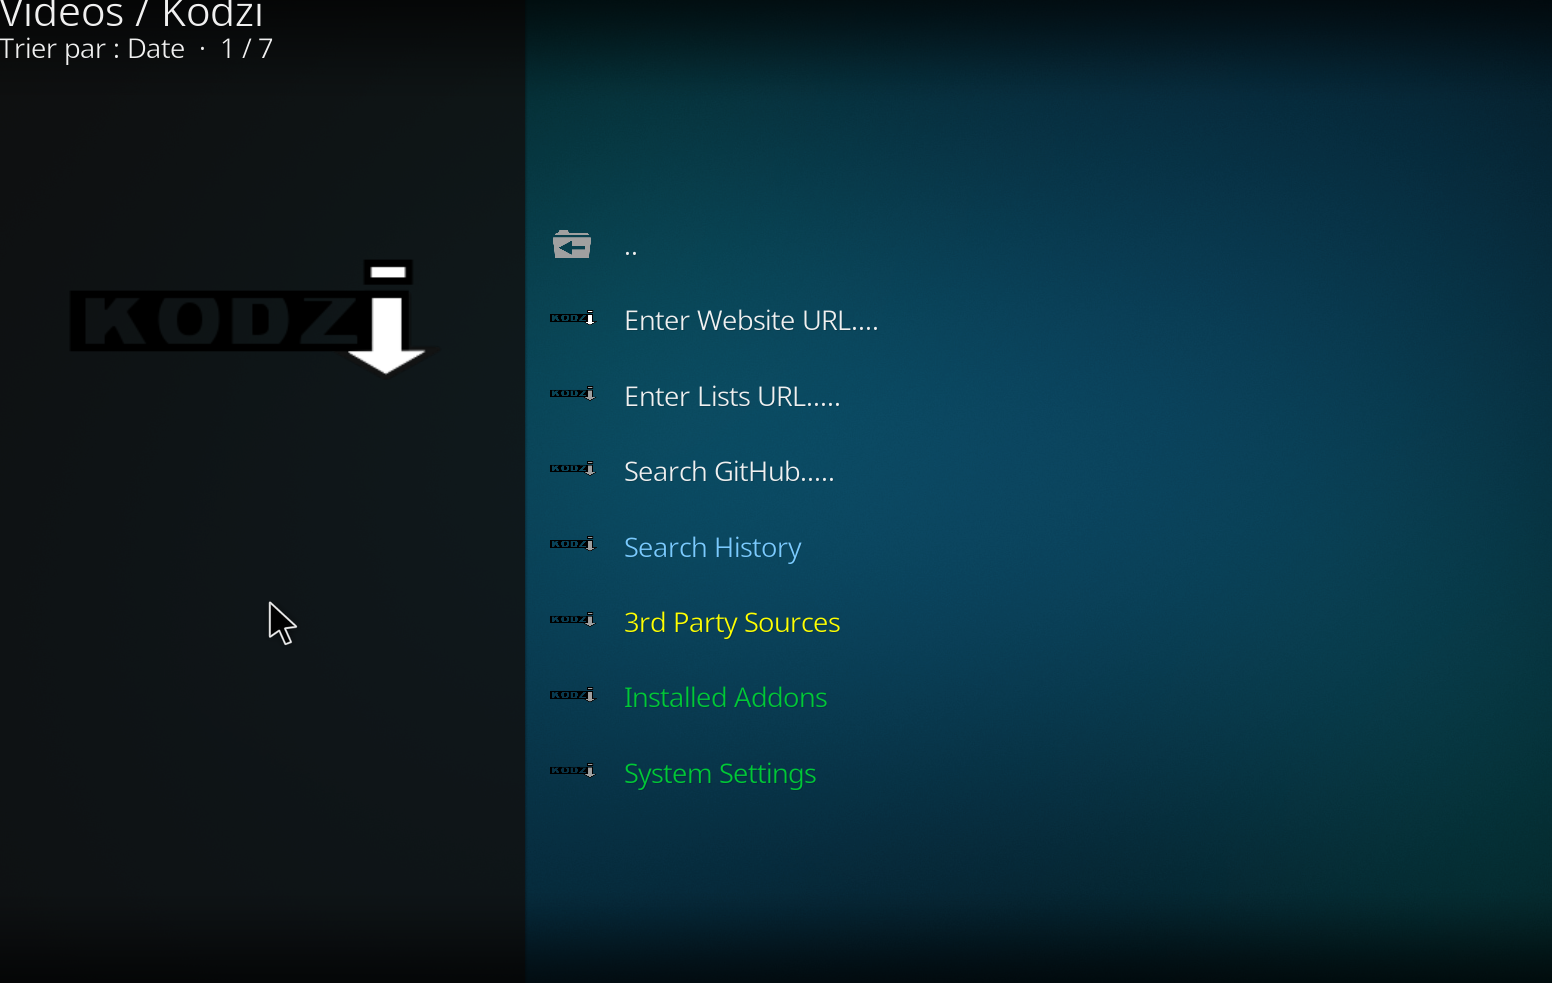 Videos / Kodzi
Trier par : Date · 1 / 7
KODZi
..
Enter Website URL....
Enter Lists URL.....
Search GitHub.....
Search History
3rd Party Sources
Installed Addons
System Settings